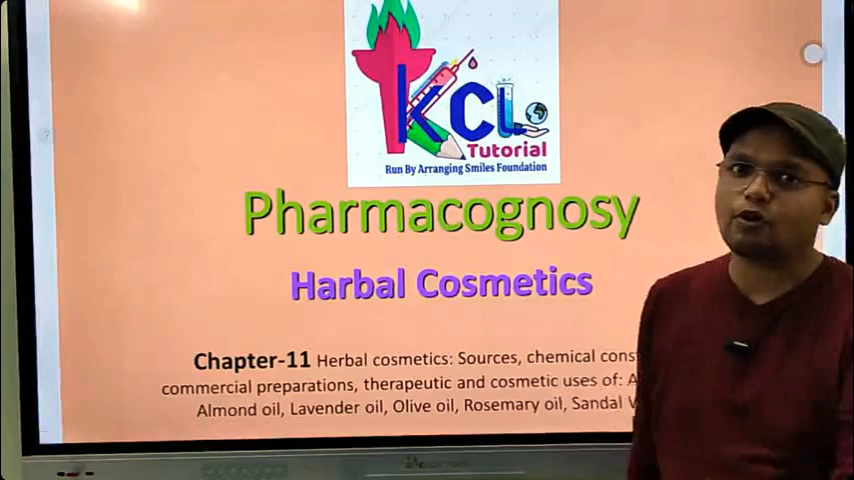 KCL
Tutorial
Run By Arranging Smiles Foundation
Pharmacognosy
Harbal Cosmetics
Chapter-11 Herbal cosmetics: Sources, chemical
commercial preparations, therapeutic and cosmetic uses of:
Almond oil, Lavender oil, Olive oil, Rosemary oil, Sandal